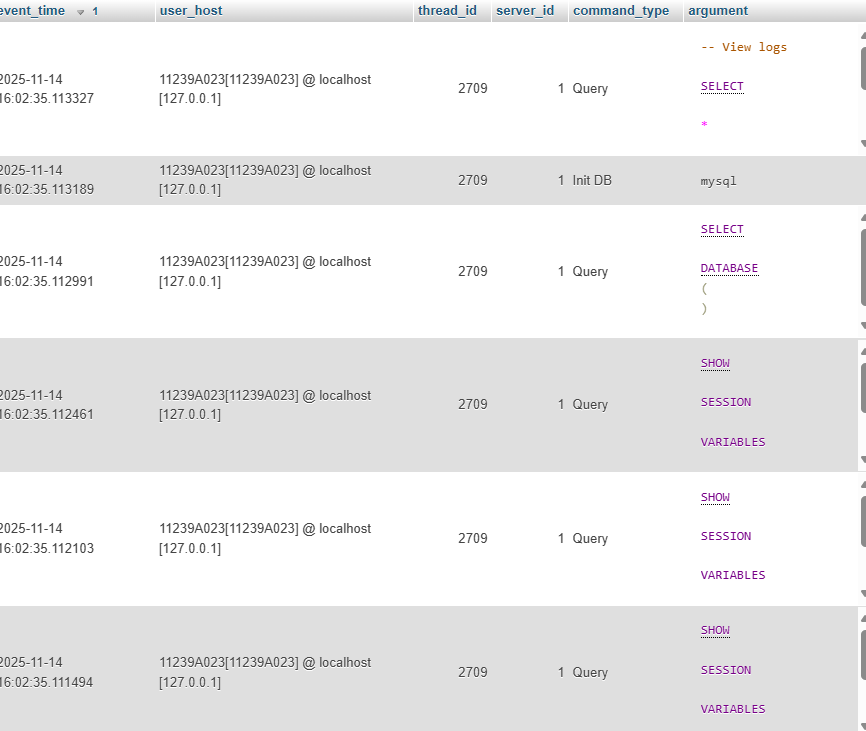 event_time 1 user_host thread_id server_id command_type argument
2025-11-14 16:02:35.113327 11239A023[11239A023] @ localhost [127.0.0.1] 2709 1 Query -- View logs
SELECT
*
2025-11-14 16:02:35.113189 11239A023[11239A023] @ localhost [127.0.0.1] 2709 1 Init DB mysql
2025-11-14 16:02:35.112991 11239A023[11239A023] @ localhost [127.0.0.1] 2709 1 Query SELECT
DATABASE
(
)
2025-11-14 16:02:35.112461 11239A023[11239A023] @ localhost [127.0.0.1] 2709 1 Query SHOW
SESSION
VARIABLES
2025-11-14 16:02:35.112103 11239A023[11239A023] @ localhost [127.0.0.1] 2709 1 Query SHOW
SESSION
VARIABLES
2025-11-14 16:02:35.111494 11239A023[11239A023] @ localhost [127.0.0.1] 2709 1 Query SHOW
SESSION
VARIABLES